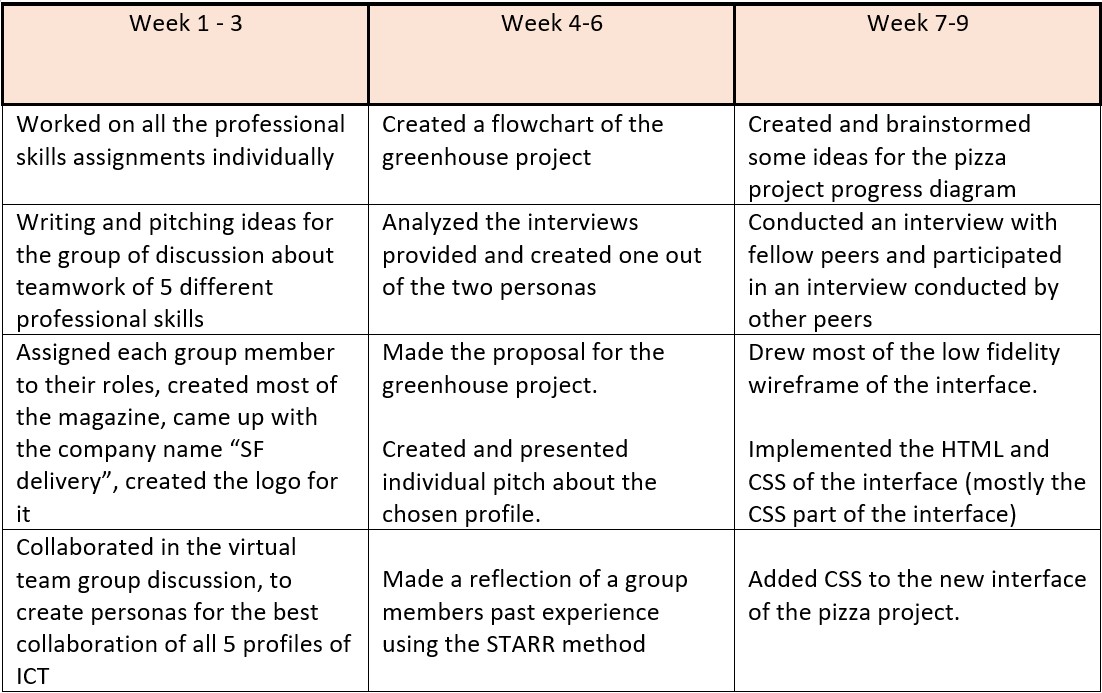 Week 1 - 3
Week 4-6
Week 7-9
Worked on all the professional
skills assignments individually
Created a flowchart of the
greenhouse project
Created and brainstormed
some ideas for the pizza
project progress diagram
Writing and pitching ideas for
the group of discussion about
teamwork of 5 different
professional skills
Analyzed the interviews
provided and created one out
of the two personas
Conducted an interview with
fellow peers and participated
in an interview conducted by
other peers
Assigned each group member
to their roles, created most of
the magazine, came up with
the company name “SF
delivery”, created the logo for
it
Made the proposal for the
greenhouse project.
Created and presented
individual pitch about the
chosen profile.
Drew most of the low fidelity
wireframe of the interface.
Implemented the HTML and
CSS of the interface (mostly the
CSS part of the interface)
Collaborated in the virtual
team group discussion, to
create personas for the best
collaboration of all 5 profiles of
ICT
Made a reflection of a group
members past experience
using the STARR method
Added CSS to the new interface
of the pizza project.